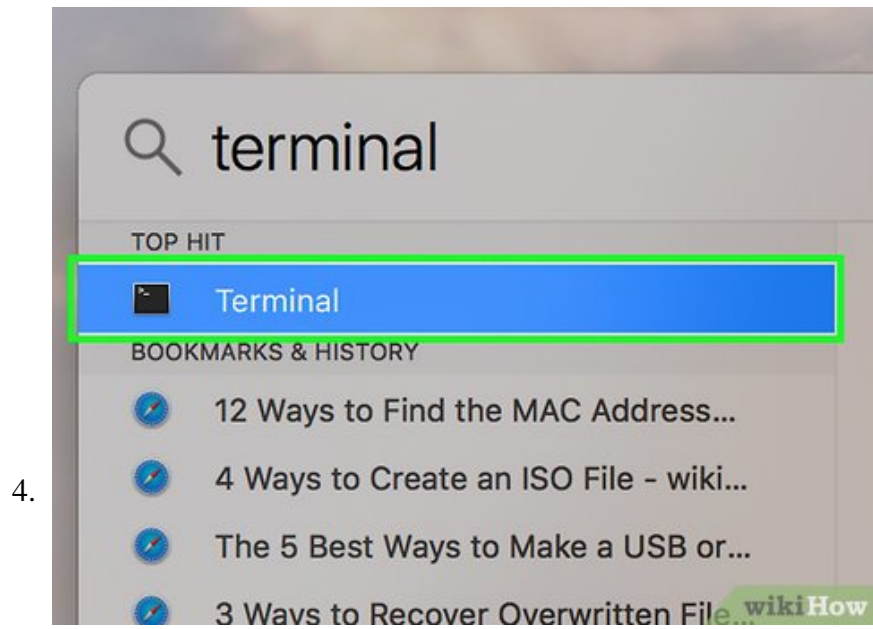 terminal
TOP HIT
Terminal
BOOKMARKS & HISTORY
12 Ways to Find the MAC Address...
4 Ways to Create an ISO File - wiki...
4.
The 5 Best Ways to Make a USB or...
3 Ways to Recover Overwritten File...
wikiHow